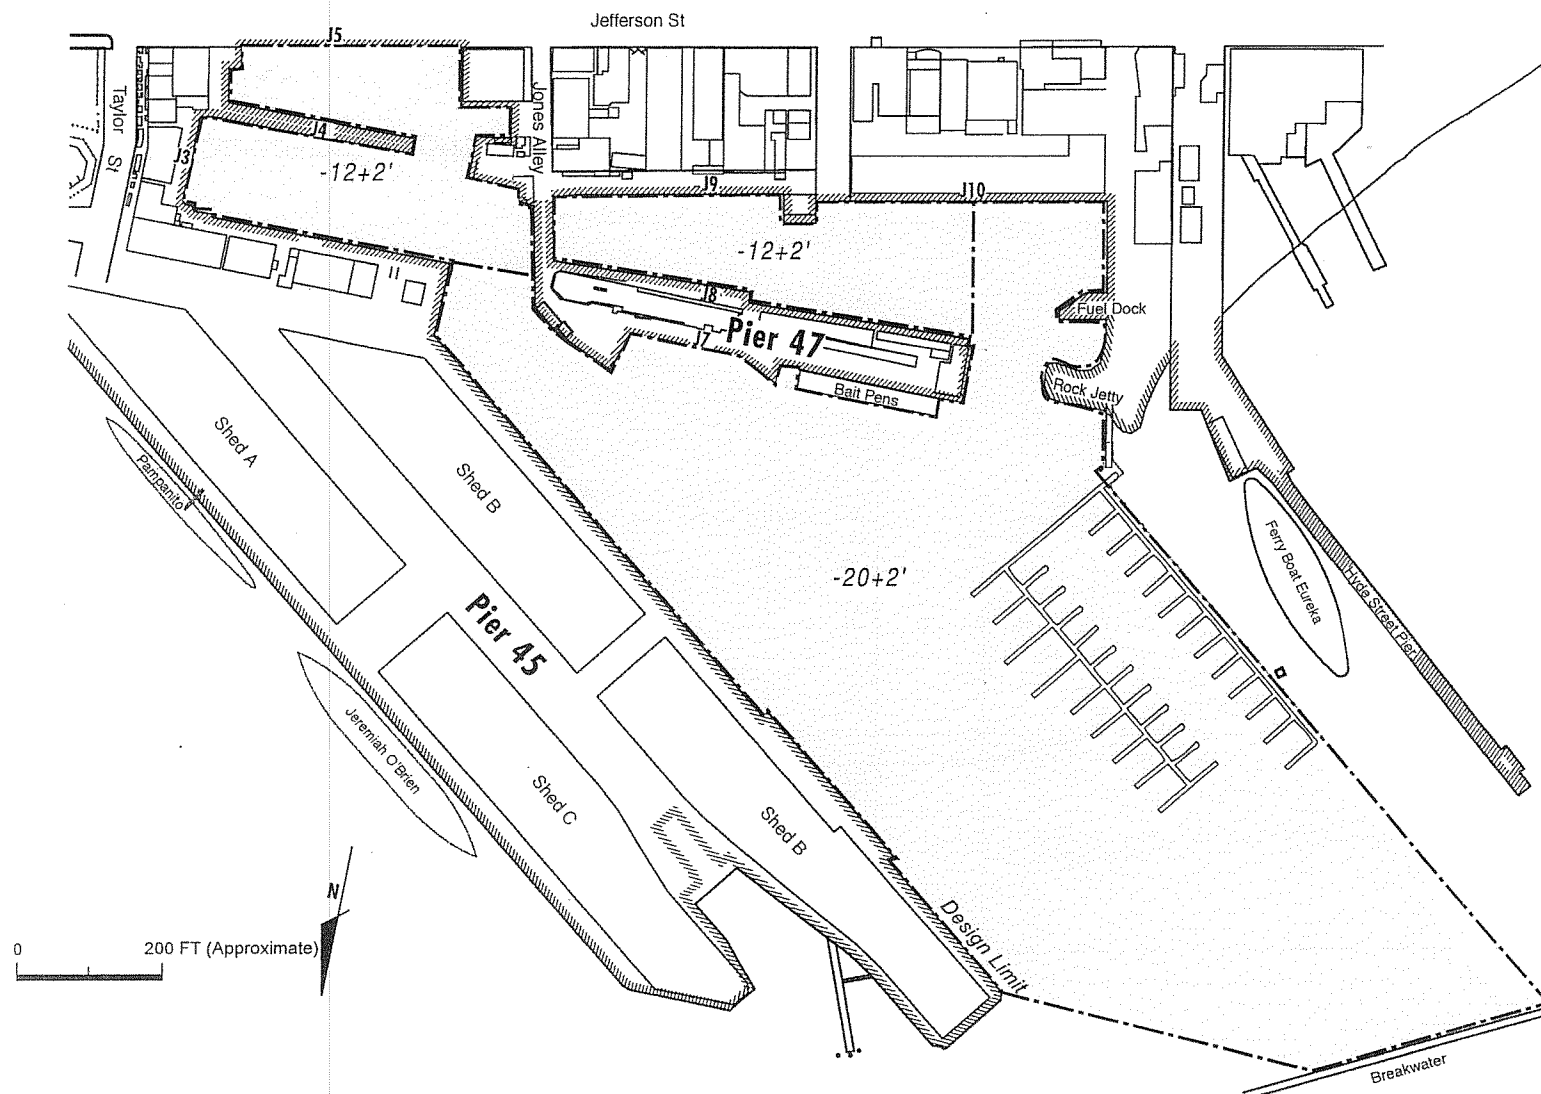 Jefferson St
J5
Taylor St
J4
J3
-12+2'
Jones Alley
J9
J10
-12+2'
J8
Pier 47
J7
Bait Pens
Fuel Dock
Rock Jetty
Shed A
Pampanito
Shed B
-20+2'
Ferry Boat Eureka
Hyde Street Pier
Pier 45
Jeremiah O'Brien
Shed C
Shed B
N
0
200 FT (Approximate)
Design Limit
Breakwater